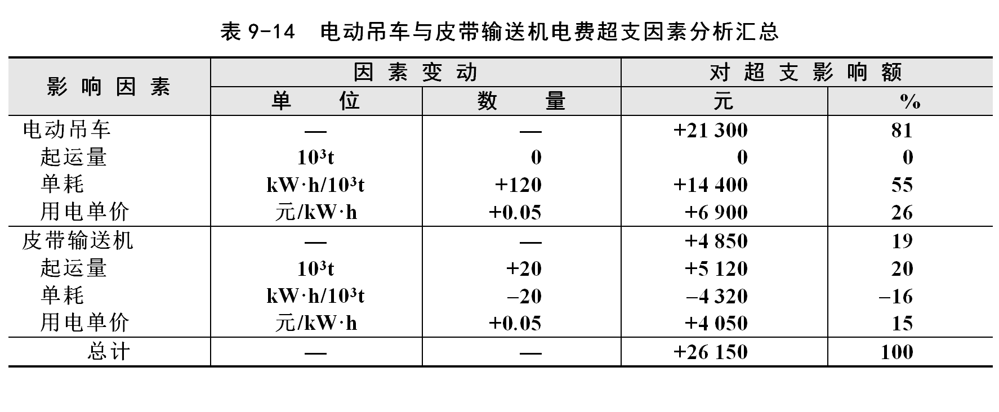 表 9-14 电动吊车与皮带输送机电费超支因素分析汇总
影响因素 因素变动 对超支影响额
单位 数量 元 %
电动吊车 — — +21 300 81
起运量 10³t 0 0 0
单耗 kW·h/10³t +120 +14 400 55
用电单价 元/kW·h +0.05 +6 900 26
皮带输送机 — — +4 850 19
起运量 10³t +20 +5 120 20
单耗 kW·h/10³t –20 –4 320 –16
用电单价 元/kW·h +0.05 +4 050 15
总计 — — +26 150 100